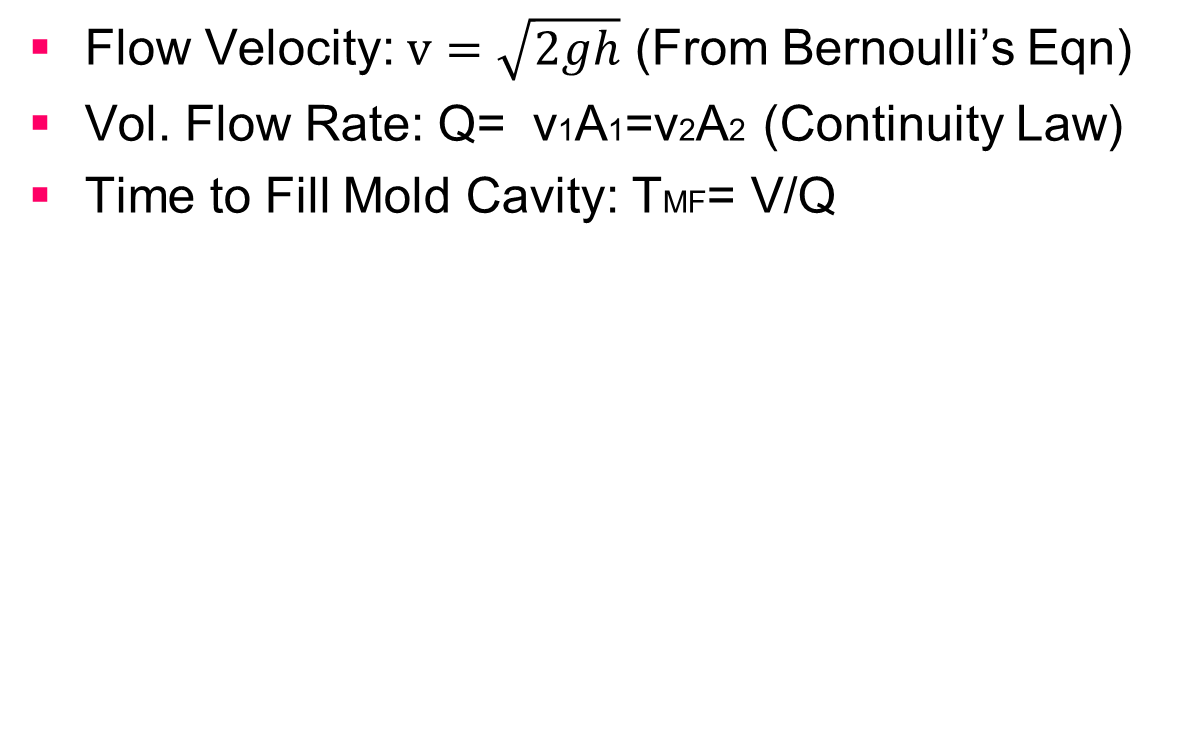 ▪ Flow Velocity: v = √2gh (From Bernoulli’s Eqn)
▪ Vol. Flow Rate: Q= v₁A₁=v₂A₂ (Continuity Law)
▪ Time to Fill Mold Cavity: TMF= V/Q